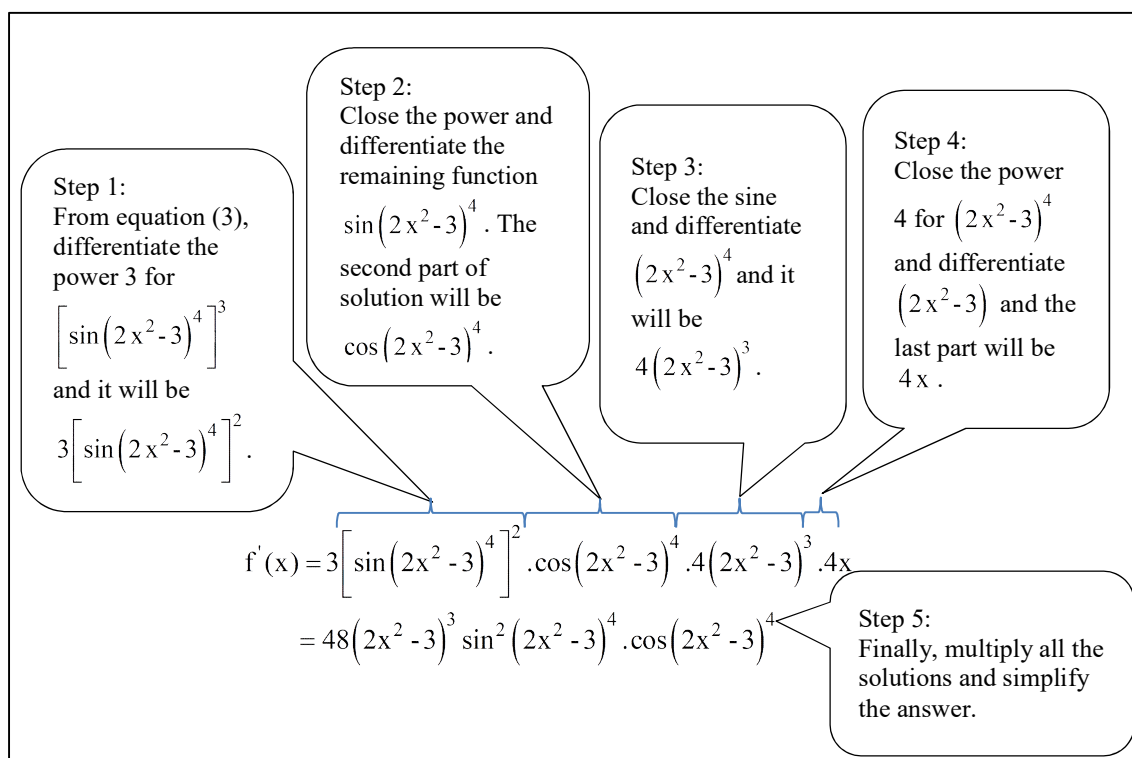 Step 1:
From equation (3),
differentiate the
power 3 for
[sin(2x² - 3)⁴]³
and it will be
3[sin(2x² - 3)⁴]².
Step 2:
Close the power and
differentiate the
remaining function
sin(2x² - 3)⁴. The
second part of
solution will be
cos(2x² - 3)⁴.
Step 3:
Close the sine
and differentiate
(2x² - 3)⁴ and it
will be
4(2x² - 3)³.
Step 4:
Close the power
4 for (2x² - 3)⁴
and differentiate
(2x² - 3) and the
last part will be
4x .
f'(x) = 3[sin(2x² - 3)⁴]².cos(2x² - 3)⁴.4(2x² - 3)³.4x
= 48(2x² - 3)³ sin² (2x² - 3)⁴.cos(2x² - 3)⁴
Step 5:
Finally, multiply all the
solutions and simplify
the answer.